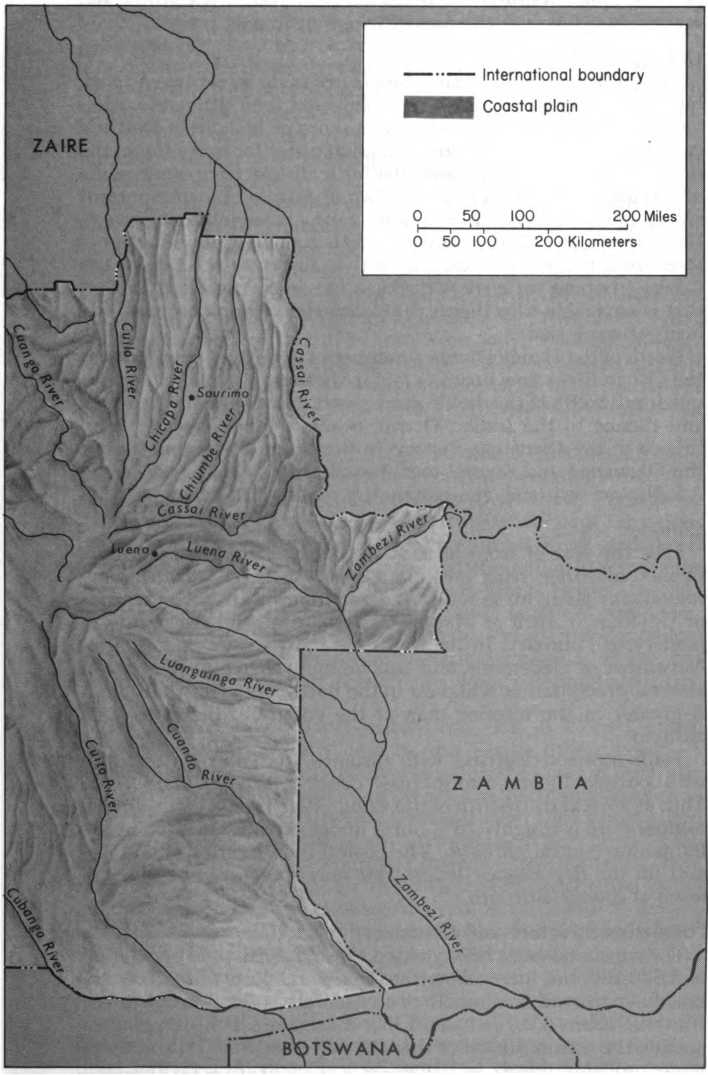 International boundary
Coastal plain
0 50 100 200 Miles
0 50 100 200 Kilometers
ZAIRE
Cuango River
Cuilo River
Chicapa River
Saurimo
Chiumbe River
Cassai River
Cassai River
Luena
Luena River
Zambezi River
Luanguinga River
Cuando River
Cuito River
ZAMBIA
Zambezi River
Cubango River
BOTSWANA